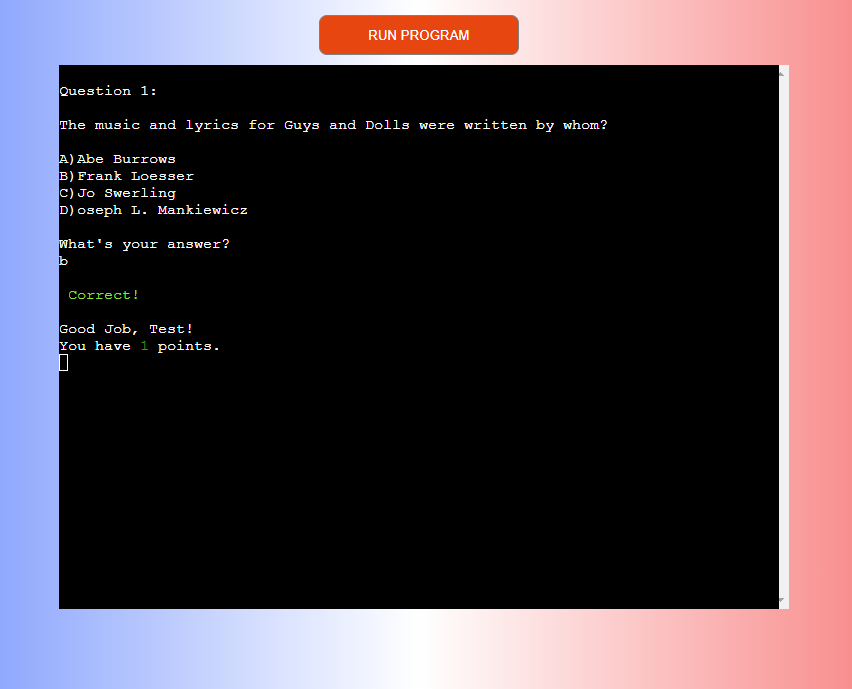 RUN PROGRAM
Question 1:
The music and lyrics for Guys and Dolls were written by whom?
A)Abe Burrows
B)Frank Loesser
C)Jo Swerling
D)oseph L. Mankiewicz
What's your answer?
b
Correct!
Good Job, Test!
You have 1 points.